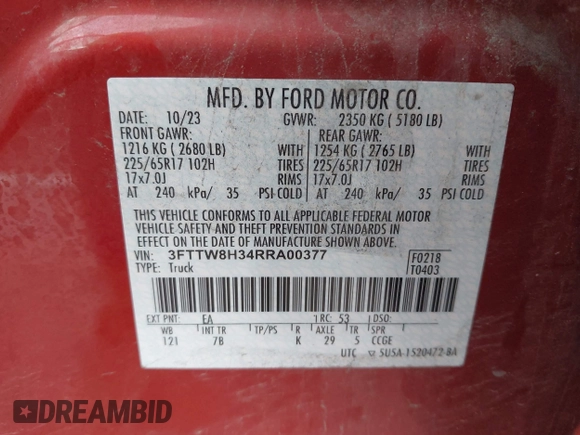 MFD. BY FORD MOTOR CO.
DATE: 10/23 GVWR: 2350 KG ( 5180 LB)
FRONT GAWR: REAR GAWR:
1216 KG ( 2680 LB) WITH 1254 KG ( 2765 LB) WITH
225/65R17 102H TIRES 225/65R17 102H TIRES
17x7.0J RIMS 17x7.0J RIMS
AT 240 kPa/ 35 PSI COLD AT 240 kPa/ 35 PSI COLD
THIS VEHICLE CONFORMS TO ALL APPLICABLE FEDERAL MOTOR
VEHICLE SAFETY AND THEFT PREVENTION STANDARDS IN
EFFECT ON THE DATE OF MANUFACTURE SHOWN ABOVE.
VIN: 3FTTW8H34RRA00377 F0218
TYPE: Truck T0403
EXT PNT: EA RC: 53 DSO:
WB INT TR TP/PS R AXLE TR SPR
121 7B K 29 5 CCGE
UTC ▽ 5U5A-1520472-BA
DREAMBID